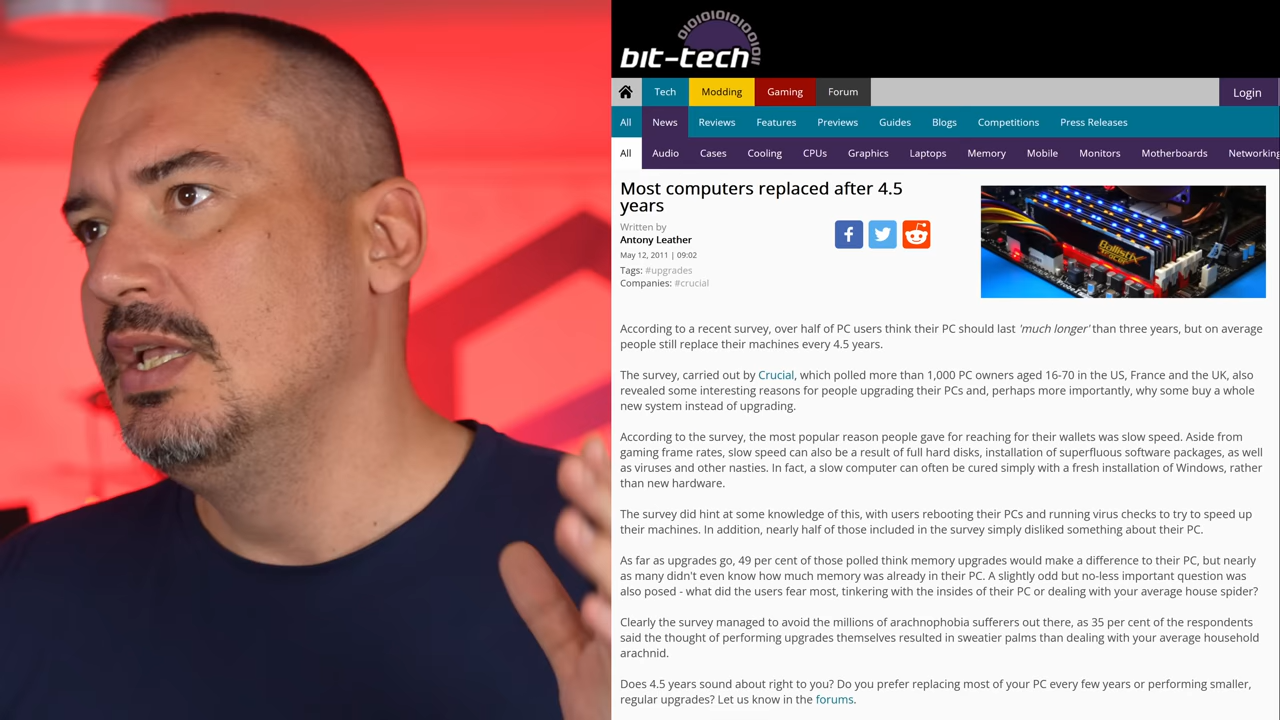 bit-tech
Tech Modding Gaming Forum Login
All News Reviews Features Previews Guides Blogs Competitions Press Releases
All Audio Cases Cooling CPUs Graphics Laptops Memory Mobile Monitors Motherboards Networking
Most computers replaced after 4.5
years
Written by
Antony Leather
May 12, 2011 | 09:02
Tags: #upgrades
Companies: #crucial
Ballistix
According to a recent survey, over half of PC users think their PC should last 'much longer' than three years, but on average
people still replace their machines every 4.5 years.
The survey, carried out by Crucial, which polled more than 1,000 PC owners aged 16-70 in the US, France and the UK, also
revealed some interesting reasons for people upgrading their PCs and, perhaps more importantly, why some buy a whole
new system instead of upgrading.
According to the survey, the most popular reason people gave for reaching for their wallets was slow speed. Aside from
gaming frame rates, slow speed can also be a result of full hard disks, installation of superfluous software packages, as well
as viruses and other nasties. In fact, a slow computer can often be cured simply with a fresh installation of Windows, rather
than new hardware.
The survey did hint at some knowledge of this, with users rebooting their PCs and running virus checks to try to speed up
their machines. In addition, nearly half of those included in the survey simply disliked something about their PC.
As far as upgrades go, 49 per cent of those polled think memory upgrades would make a difference to their PC, but nearly
as many didn't even know how much memory was already in their PC. A slightly odd but no-less important question was
also posed - what did the users fear most, tinkering with the insides of their PC or dealing with your average house spider?
Clearly the survey managed to avoid the millions of arachnophobia sufferers out there, as 35 per cent of the respondents
said the thought of performing upgrades themselves resulted in sweatier palms than dealing with your average household
arachnid.
Does 4.5 years sound about right to you? Do you prefer replacing most of your PC every few years or performing smaller,
regular upgrades? Let us know in the forums.